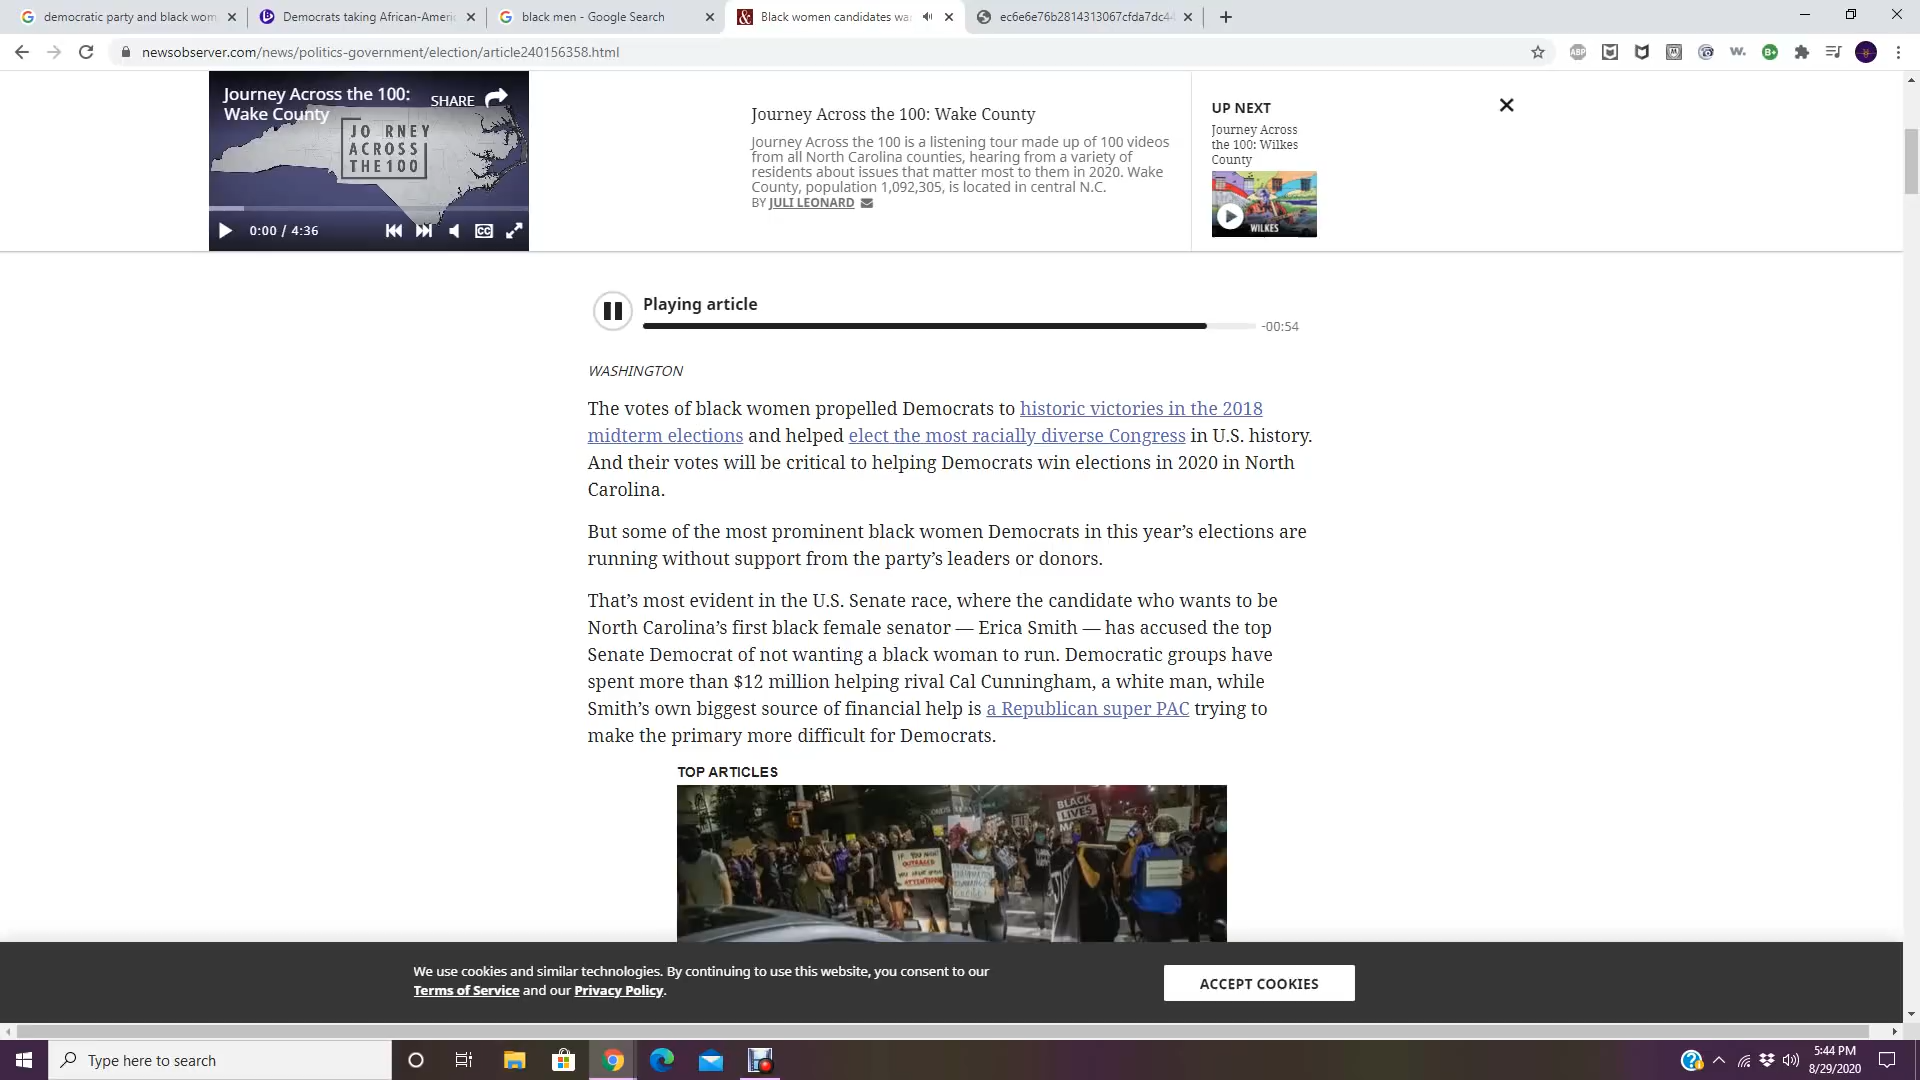 democratic party and black wom
Democrats taking African-Ameri
black men - Google Search
Black women candidates wa
ec6e6e76b2814313067cfda7dc44
newsobserver.com/news/politics-government/election/article240156358.html
Journey Across the 100:
Wake County
SHARE
JO RNEY
ACROSS
THE100
0:00 / 4:36
CC
Journey Across the 100: Wake County
Journey Across the 100 is a listening tour made up of 100 videos
from all North Carolina counties, hearing from a variety of
residents about issues that matter most to them in 2020. Wake
County, population 1,092,305, is located in central N.C.
BY JULI LEONARD
UP NEXT
Journey Across
the 100: Wilkes
County
WILKES
Playing article
-00:54
WASHINGTON
The votes of black women propelled Democrats to historic victories in the 2018
midterm elections and helped elect the most racially diverse Congress in U.S. history.
And their votes will be critical to helping Democrats win elections in 2020 in North
Carolina.
But some of the most prominent black women Democrats in this year’s elections are
running without support from the party’s leaders or donors.
That’s most evident in the U.S. Senate race, where the candidate who wants to be
North Carolina’s first black female senator — Erica Smith — has accused the top
Senate Democrat of not wanting a black woman to run. Democratic groups have
spent more than $12 million helping rival Cal Cunningham, a white man, while
Smith’s own biggest source of financial help is a Republican super PAC trying to
make the primary more difficult for Democrats.
TOP ARTICLES
BLACK
LIVES
OUTRAGED
We use cookies and similar technologies. By continuing to use this website, you consent to our
Terms of Service and our Privacy Policy.
ACCEPT COOKIES
Type here to search
5:44 PM
8/29/2020